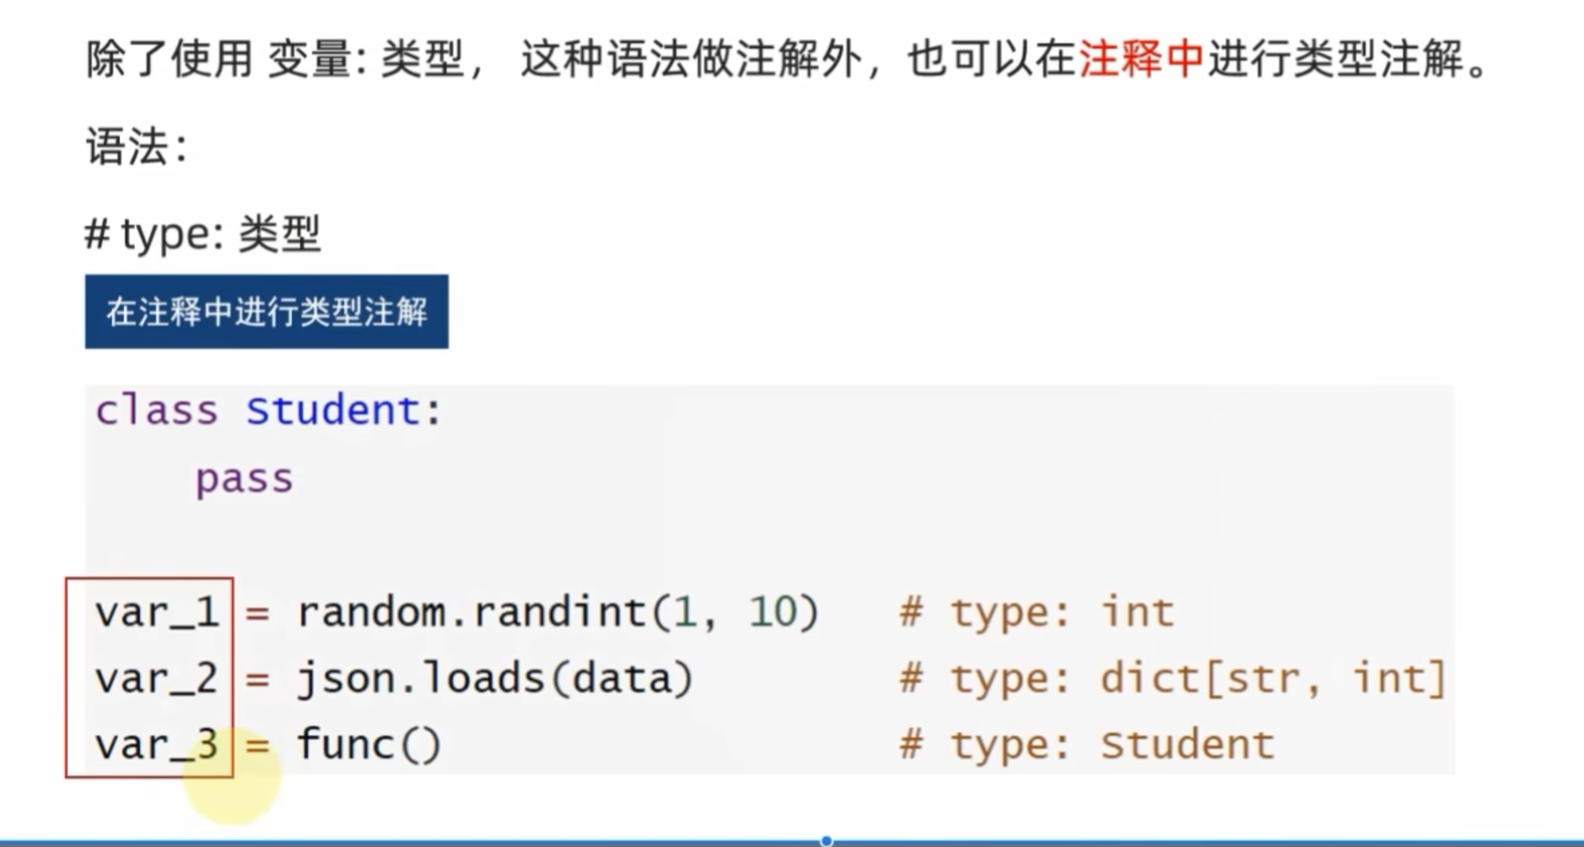 除了使用 变量: 类型， 这种语法做注解外，也可以在注释中进行类型注解。
语法：
# type: 类型
在注释中进行类型注解
class Student:
    pass
var_1 = random.randint(1, 10)   # type: int
var_2 = json.loads(data)        # type: dict[str, int]
var_3 = func()                  # type: Student